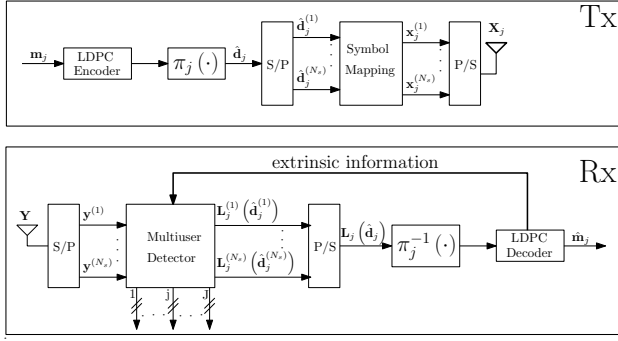 Tx
m_j
LDPC
Encoder
π_j (·)
d̂_j
S/P
d̂_j^(1)
d̂_j^(N_s)
Symbol
Mapping
x_j^(1)
x_j^(N_s)
P/S
X_j
Rx
extrinsic information
Y
S/P
y^(1)
y^(N_s)
Multiuser
Detector
1 j J
L_j^(1) (d̂_j^(1))
L_j^(N_s) (d̂_j^(N_s))
P/S
L_j (d̂_j)
π_j^−1 (·)
LDPC
Decoder
m̂_j